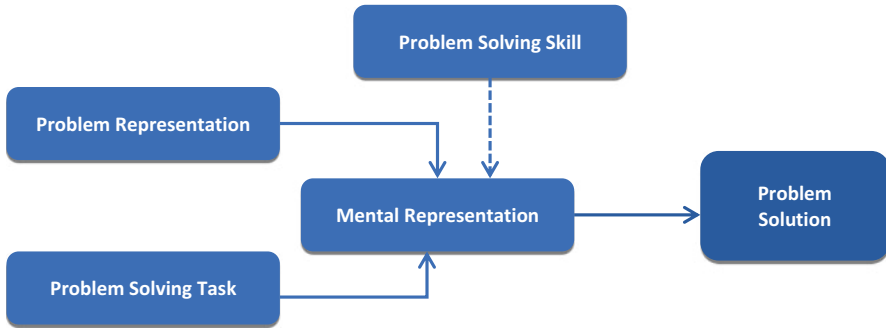 Problem Solving Skill
Problem Representation
Mental Representation
Problem
Solution
Problem Solving Task